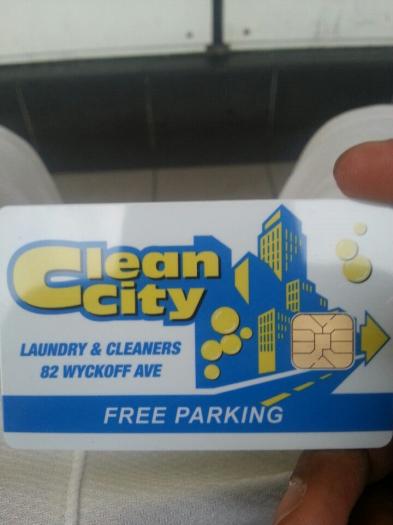 Clean
City
LAUNDRY & CLEANERS
82 WYCKOFF AVE
FREE PARKING